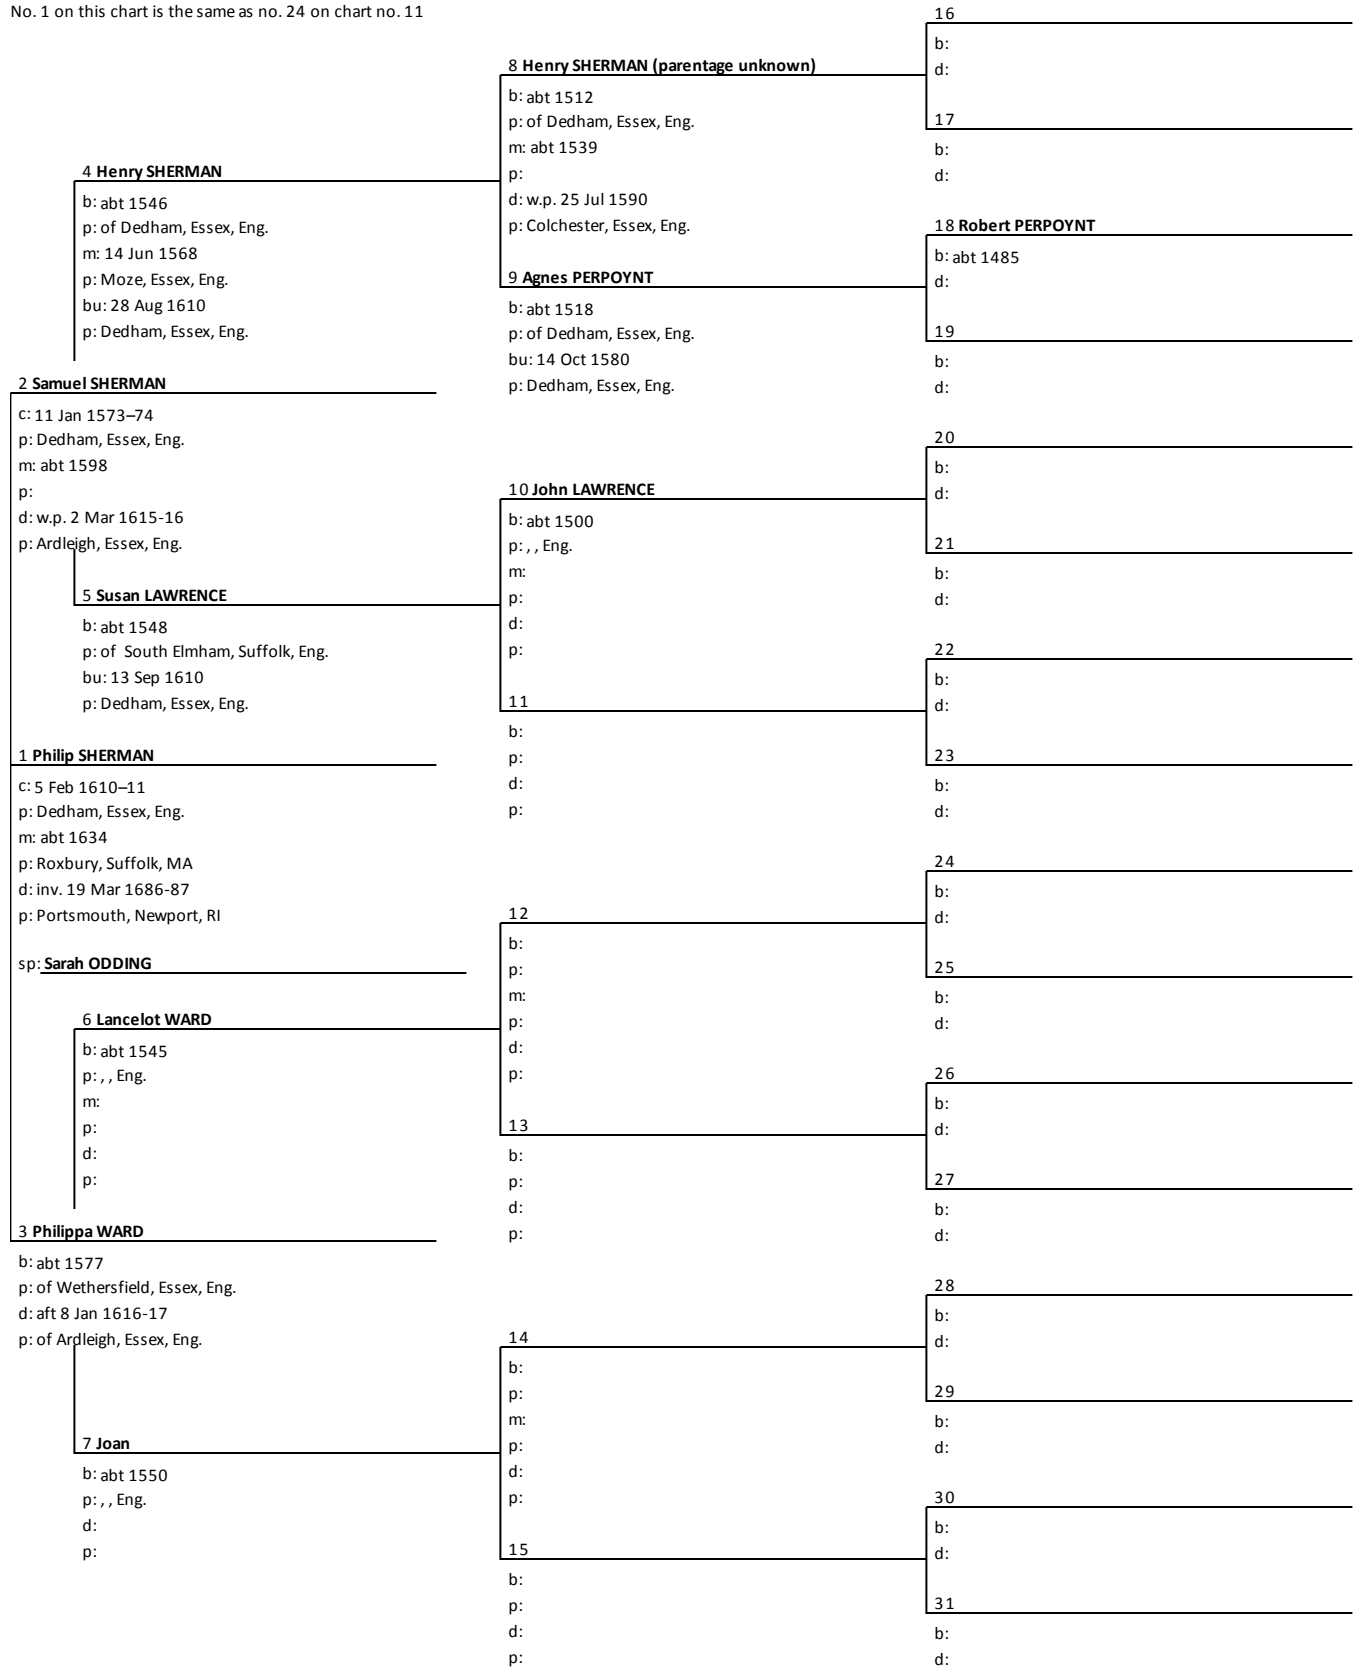 No. 1 on this chart is the same as no. 24 on chart no. 11
2 Samuel SHERMAN
c: 11 Jan 1573–74
p: Dedham, Essex, Eng.
m: abt 1598
p:
d: w.p. 2 Mar 1615-16
p: Ardleigh, Essex, Eng.
1 Philip SHERMAN
c: 5 Feb 1610–11
p: Dedham, Essex, Eng.
m: abt 1634
p: Roxbury, Suffolk, MA
d: inv. 19 Mar 1686-87
p: Portsmouth, Newport, RI
sp: Sarah ODDING
3 Philippa WARD
b: abt 1577
p: of Wethersfield, Essex, Eng.
d: aft 8 Jan 1616-17
p: of Ardleigh, Essex, Eng.
4 Henry SHERMAN
b: abt 1546
p: of Dedham, Essex, Eng.
m: 14 Jun 1568
p: Moze, Essex, Eng.
bu: 28 Aug 1610
p: Dedham, Essex, Eng.
5 Susan LAWRENCE
b: abt 1548
p: of South Elmham, Suffolk, Eng.
bu: 13 Sep 1610
p: Dedham, Essex, Eng.
6 Lancelot WARD
b: abt 1545
p: , , Eng.
m:
p:
d:
p:
7 Joan
b: abt 1550
p: , , Eng.
d:
p:
8 Henry SHERMAN (parentage unknown)
b: abt 1512
p: of Dedham, Essex, Eng.
m: abt 1539
p:
d: w.p. 25 Jul 1590
p: Colchester, Essex, Eng.
9 Agnes PERPOYNT
b: abt 1518
p: of Dedham, Essex, Eng.
bu: 14 Oct 1580
p: Dedham, Essex, Eng.
10 John LAWRENCE
b: abt 1500
p: , , Eng.
m:
p:
d:
p:
11
b:
p:
d:
p:
12
b:
p:
m:
p:
d:
p:
13
b:
p:
d:
p:
14
b:
p:
m:
p:
d:
p:
15
b:
p:
d:
p:
16
b:
d:
17
b:
d:
18 Robert PERPOYNT
b: abt 1485
d:
19
b:
d:
20
b:
d:
21
b:
d:
22
b:
d:
23
b:
d:
24
b:
d:
25
b:
d:
26
b:
d:
27
b:
d:
28
b:
d:
29
b:
d:
30
b:
d:
31
b:
d: